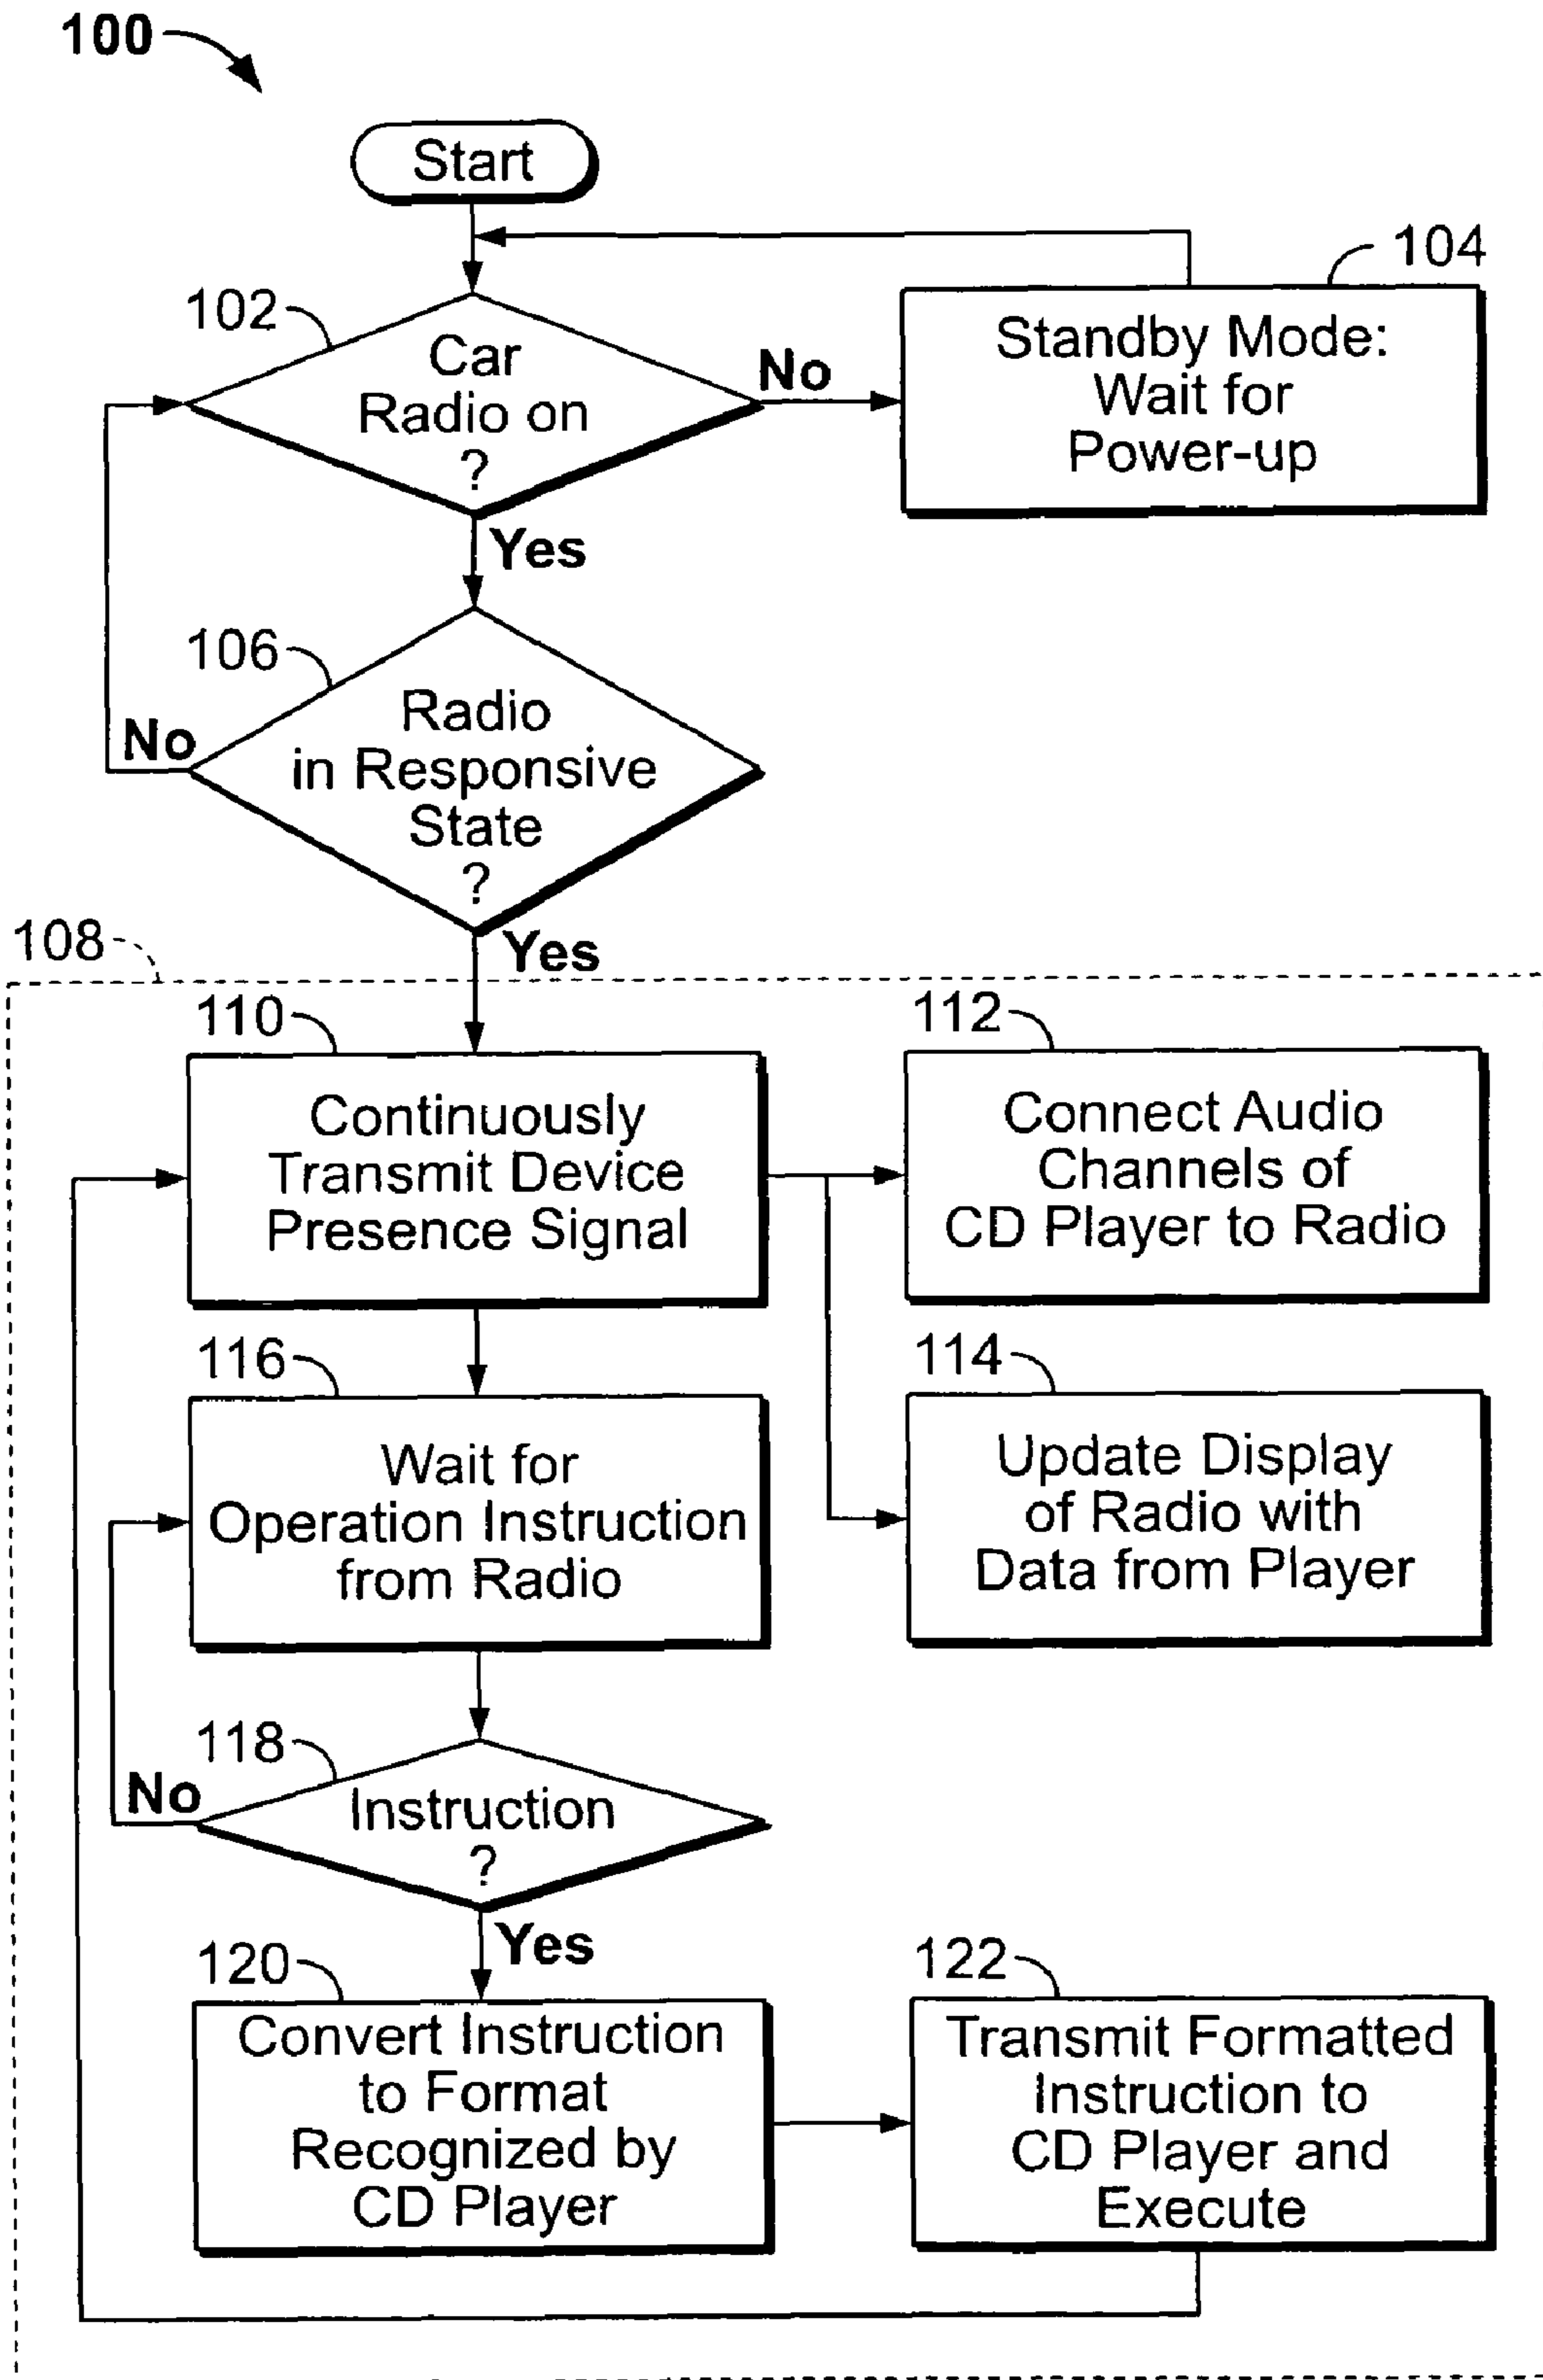 100
Start
104
102
Car
Radio on
?
No
Standby Mode:
Wait for
Power-up
Yes
106
Radio
in Responsive
State
?
No
Yes
108
110
Continuously
Transmit Device
Presence Signal
112
Connect Audio
Channels of
CD Player to Radio
116
Wait for
Operation Instruction
from Radio
114
Update Display
of Radio with
Data from Player
118
Instruction
?
No
Yes
120
Convert Instruction
to Format
Recognized by
CD Player
122
Transmit Formatted
Instruction to
CD Player and
Execute